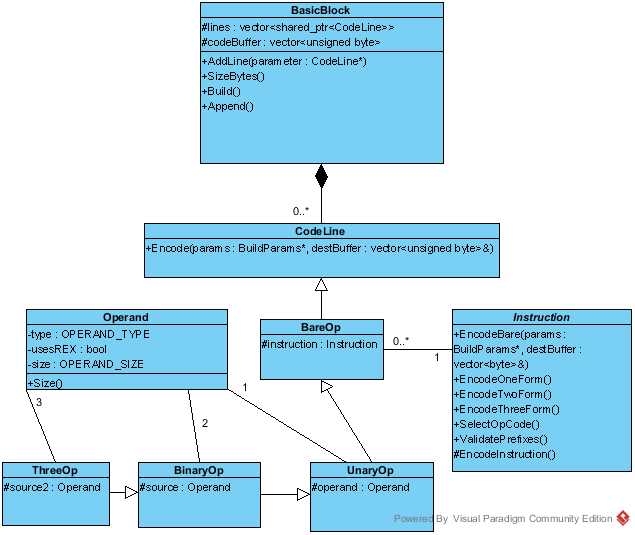 BasicBlock
#lines : vector<shared_ptr<CodeLine>>
#codeBuffer : vector<unsigned byte>
+AddLine(parameter : CodeLine*)
+SizeBytes()
+Build()
+Append()
0..*
CodeLine
+Encode(params : BuildParams*, destBuffer : vector<unsigned byte>&)
Operand
-type : OPERAND_TYPE
-usesREX : bool
-size : OPERAND_SIZE
+Size()
BareOp
#instruction : Instruction
0..*
1
Instruction
+EncodeBare(params :
BuildParams*, destBuffer :
vector<byte>&)
+EncodeOneForm()
+EncodeTwoForm()
+EncodeThreeForm()
+SelectOpCode()
+ValidatePrefixes()
#EncodeInstruction()
3
2
1
ThreeOp
#source2 : Operand
BinaryOp
#source : Operand
UnaryOp
#operand : Operand
Powered By Visual Paradigm Community Edition